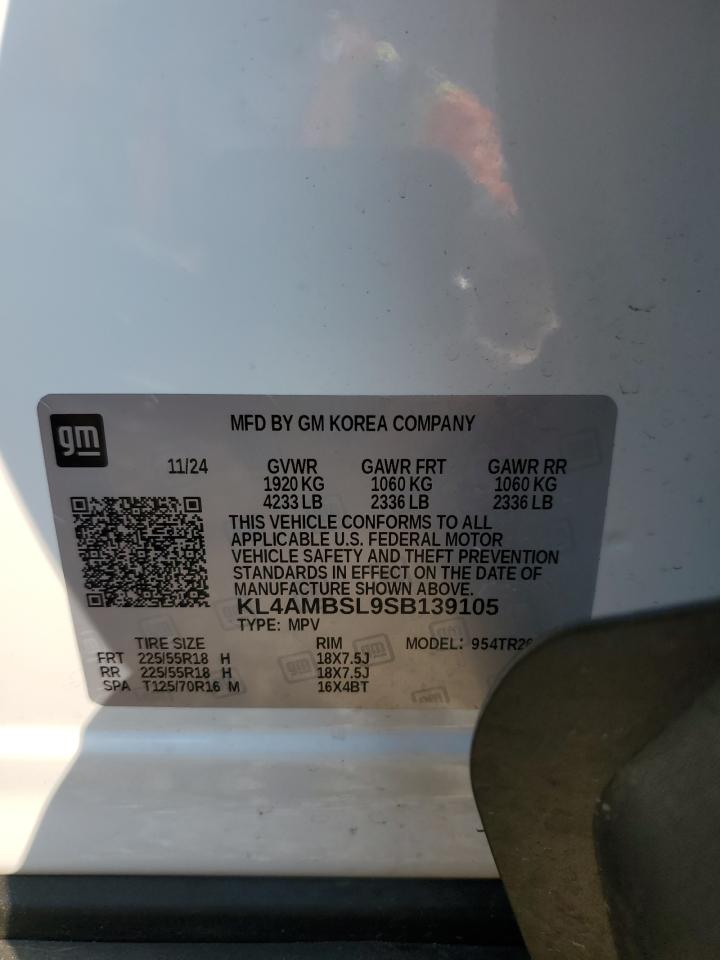 gm
MFD BY GM KOREA COMPANY
11/24 GVWR GAWR FRT GAWR RR
1920 KG 1060 KG 1060 KG
4233 LB 2336 LB 2336 LB
THIS VEHICLE CONFORMS TO ALL
APPLICABLE U.S. FEDERAL MOTOR
VEHICLE SAFETY AND THEFT PREVENTION
STANDARDS IN EFFECT ON THE DATE OF
MANUFACTURE SHOWN ABOVE.
KL4AMBSL9SB139105
TYPE: MPV
TIRE SIZE RIM MODEL:
FRT 225/55R18 H 18X7.5J
RR 225/55R18 H 18X7.5J
SPA T125/70R16 M 16X4BT